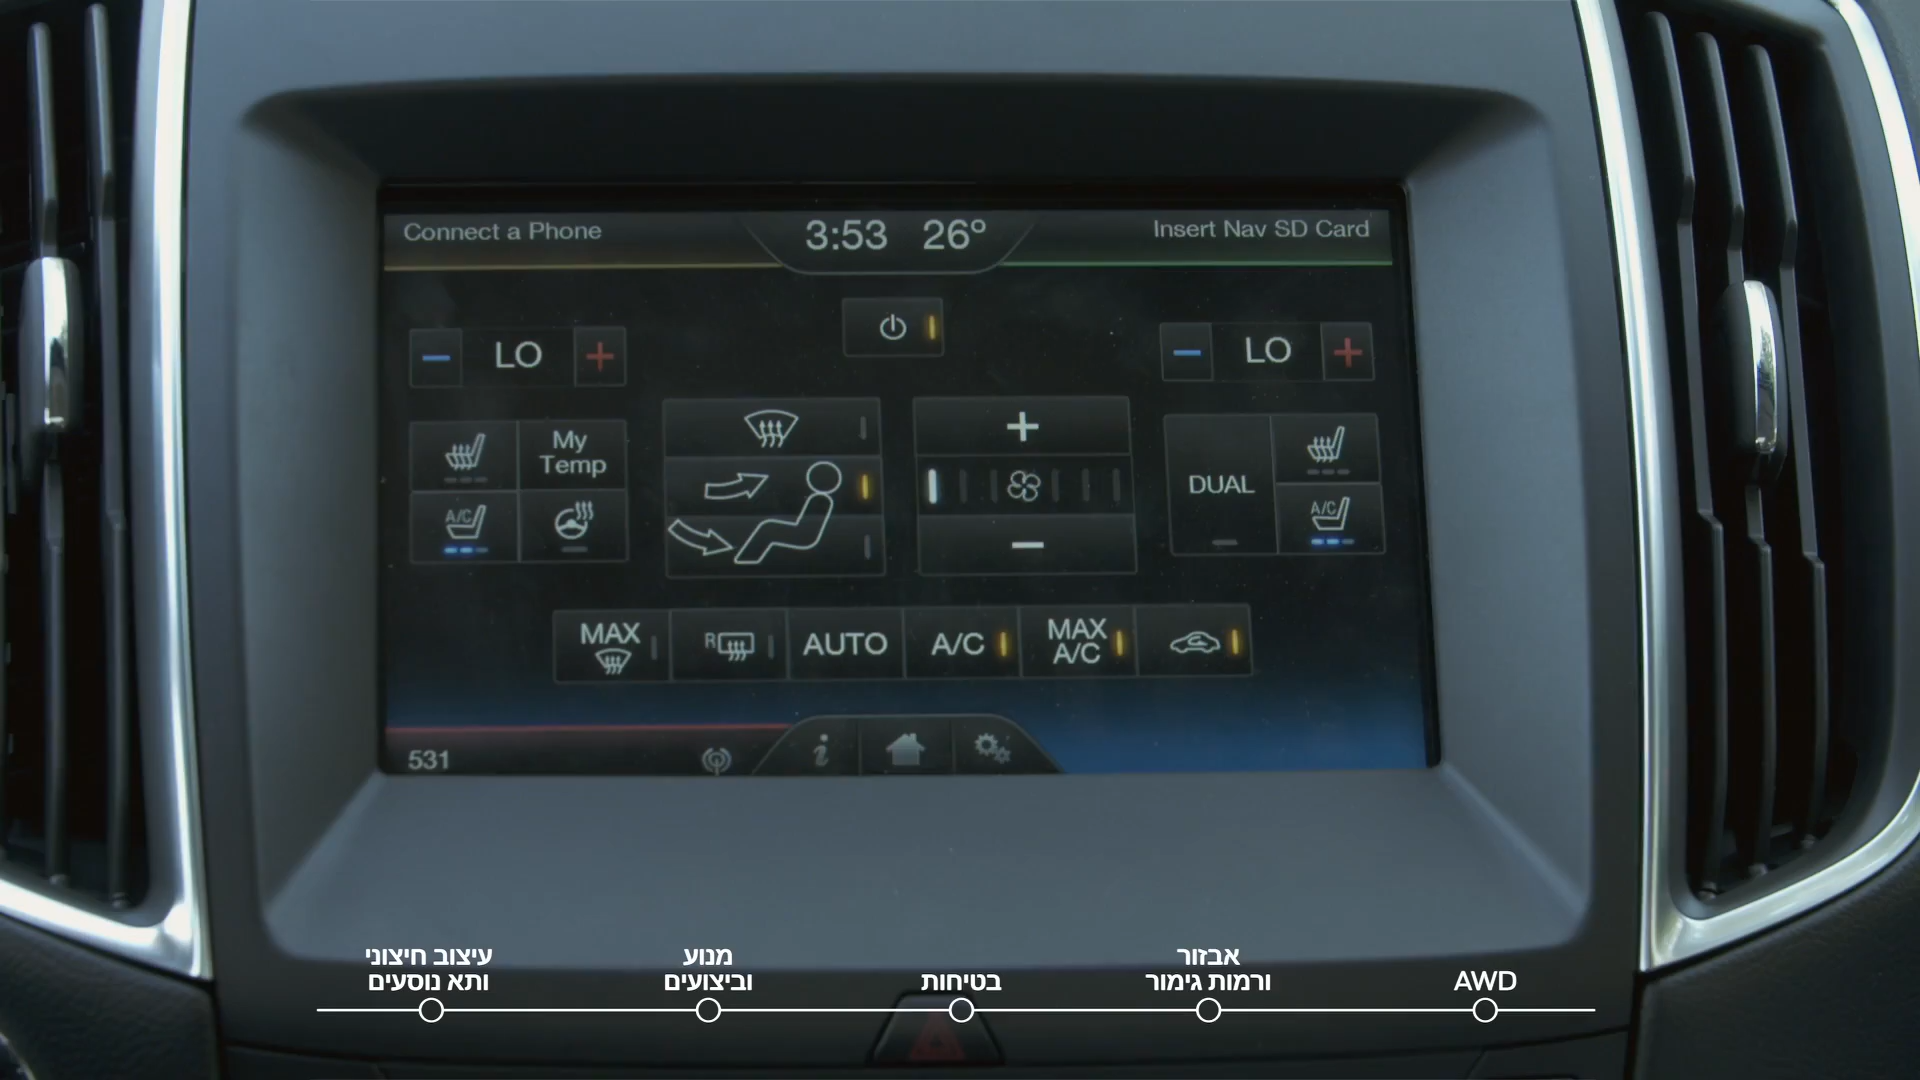 Connect a Phone
3:53 26°
Insert Nav SD Card
LO
LO
My
Temp
A/C
DUAL
A/C
MAX
R
AUTO
A/C
MAX
A/C
531
עיצוב חיצוני
ותא נוסעים
מנוע
וביצועים
בטיחות
אבזור
ורמות גימור
AWD